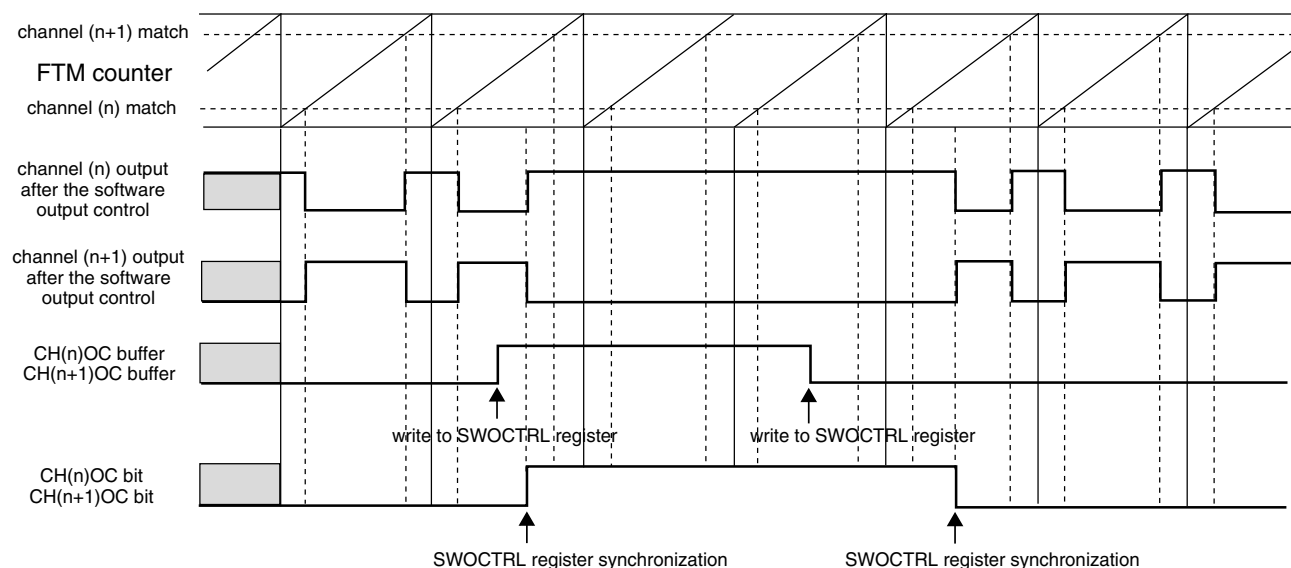 channel (n+1) match
FTM counter
channel (n) match
channel (n) output
after the software
output control
channel (n+1) output
after the software
output control
CH(n)OC buffer
CH(n+1)OC buffer
write to SWOCTRL register
write to SWOCTRL register
CH(n)OC bit
CH(n+1)OC bit
SWOCTRL register synchronization
SWOCTRL register synchronization